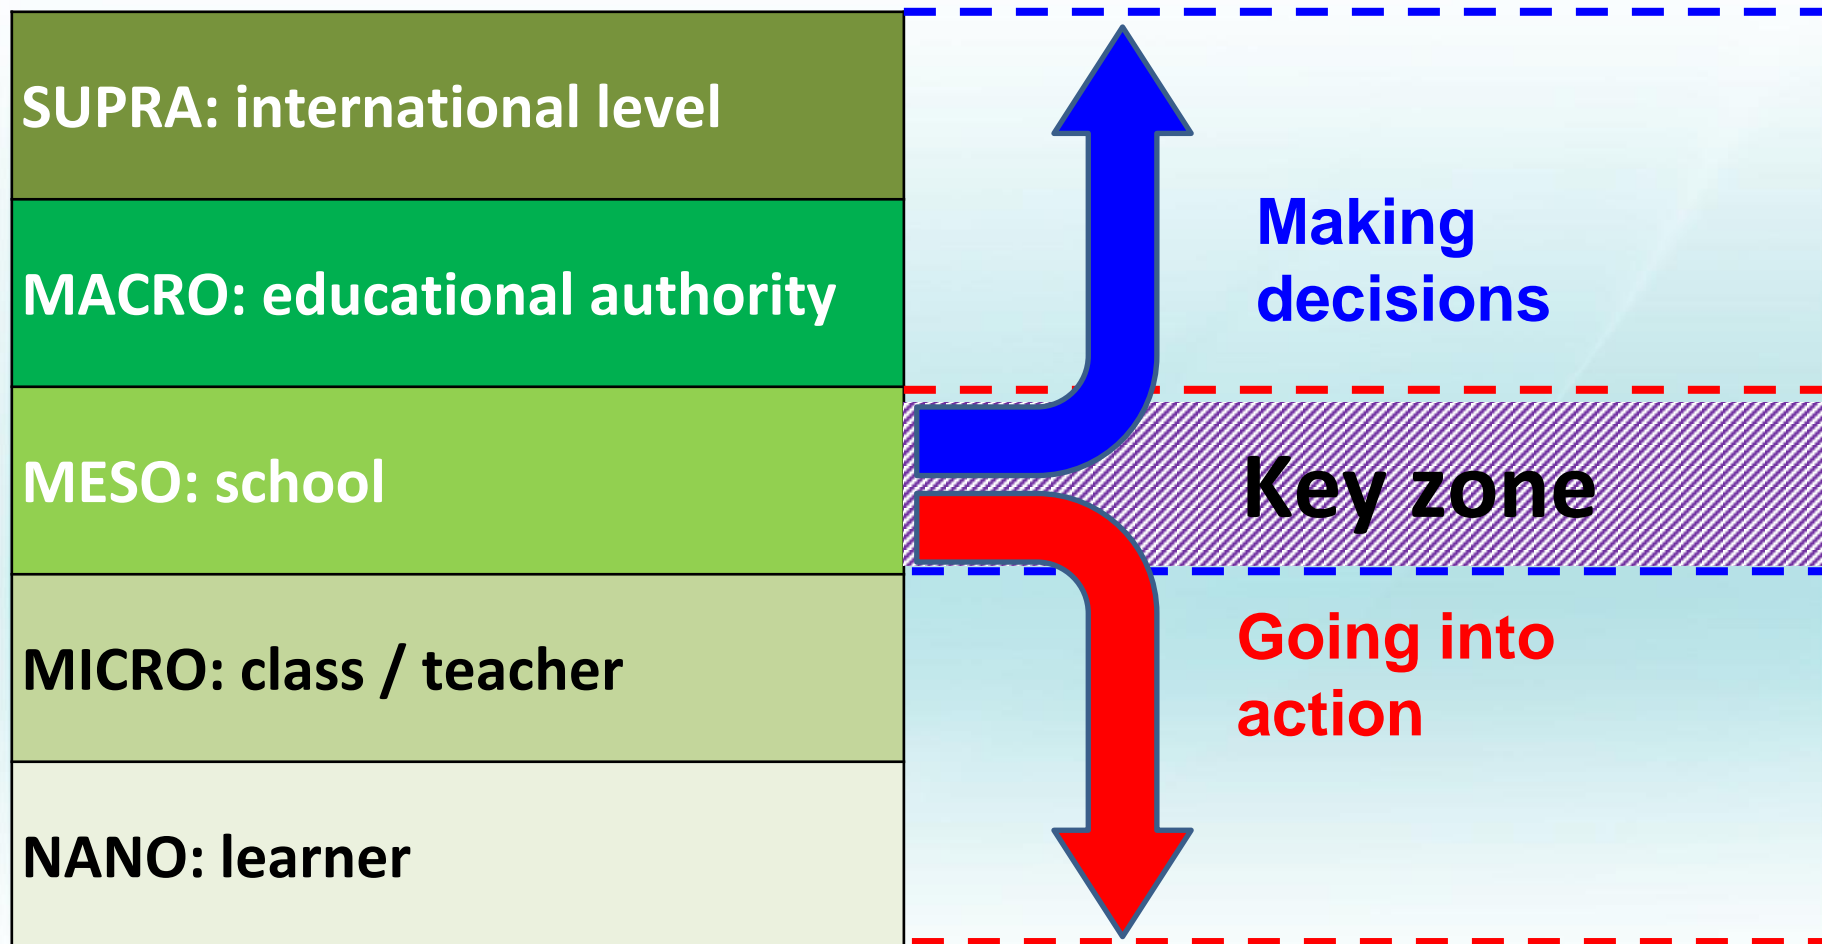 SUPRA: international level
MACRO: educational authority
Making
decisions
MESO: school
Key zone
MICRO: class / teacher
Going into
action
NANO: learner